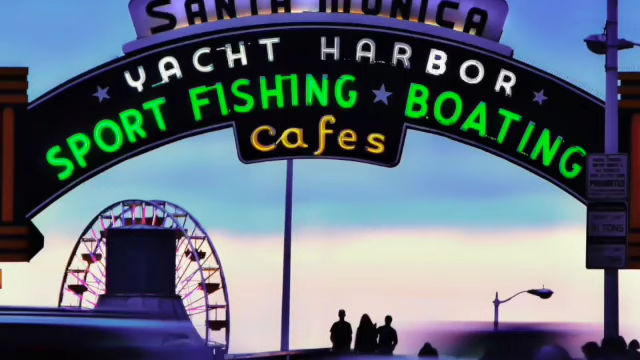 SANTA MONICA
YACHT HARBOR
SPORT FISHING ★ BOATING
cafes